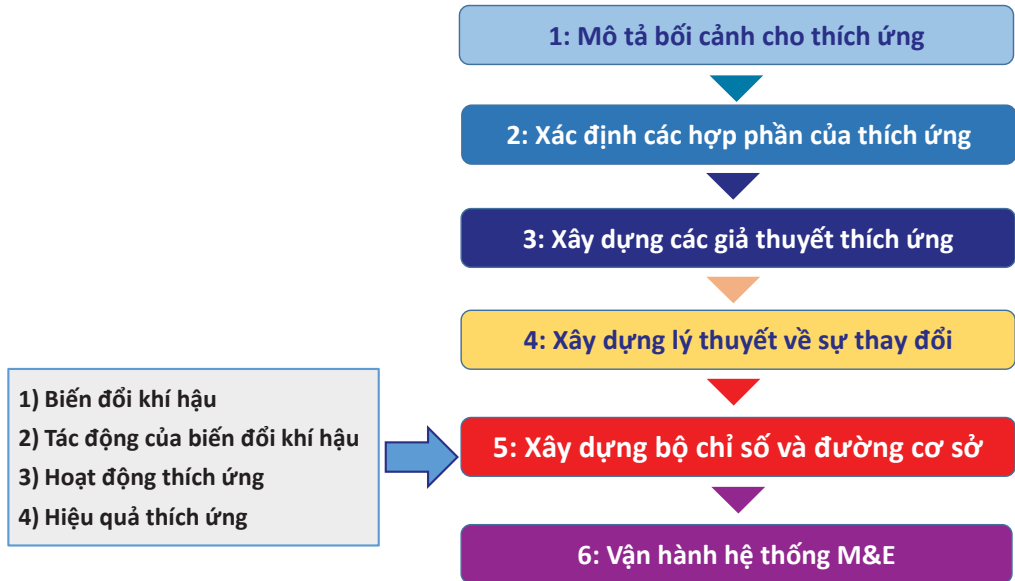 1: Mô tả bối cảnh cho thích ứng
2: Xác định các hợp phần của thích ứng
3: Xây dựng các giả thuyết thích ứng
4: Xây dựng lý thuyết về sự thay đổi
1) Biến đổi khí hậu
2) Tác động của biến đổi khí hậu
3) Hoạt động thích ứng
4) Hiệu quả thích ứng
5: Xây dựng bộ chỉ số và đường cơ sở
6: Vận hành hệ thống M&E